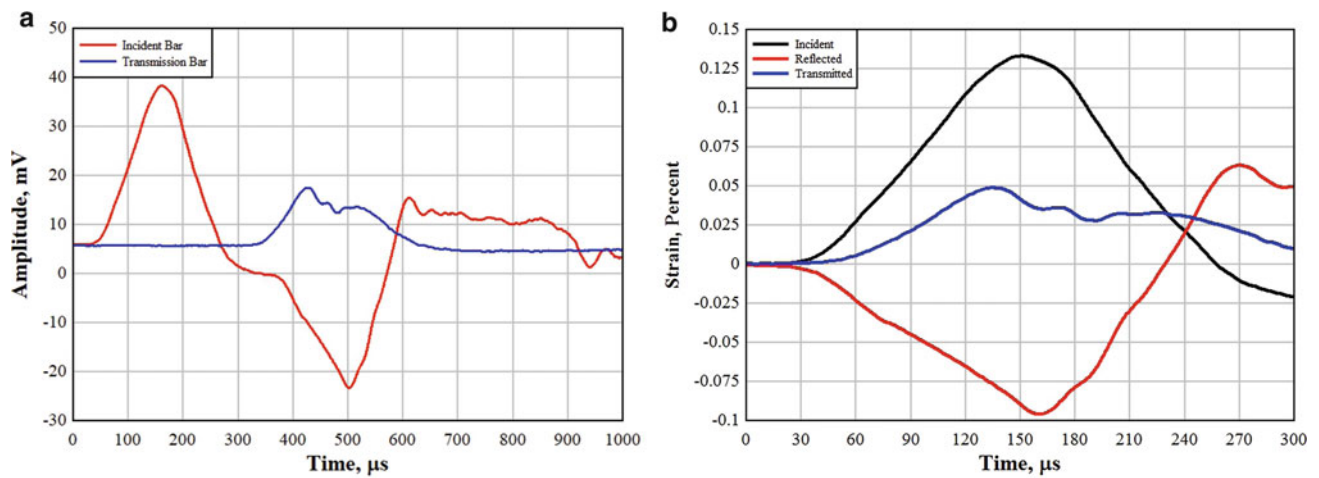 a
Amplitude, mV
50
40
30
20
10
0
-10
-20
-30
Incident Bar
Transmission Bar
0 100 200 300 400 500 600 700 800 900 1000
Time, μs
b
Strain, Percent
0.15
0.125
0.1
0.075
0.05
0.025
0
-0.025
-0.05
-0.075
-0.1
Incident
Reflected
Transmitted
0 30 60 90 120 150 180 210 240 270 300
Time, μs